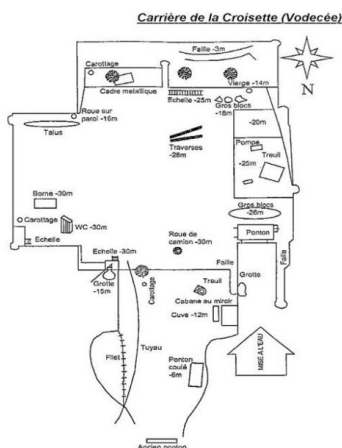 Carrière de la Croisette (Vodecée)
Faille -3m
Carottage
N
Cadre metallique
Vierge -14m
Echelle -25m
Gros blocs
-18m
Roue sur
paroi -16m
-20m
Talus
Traverses
-28m
Pompe
Treuil
-25m
Borne -30m
Gros blocs
-26m
Carottage
WC -30m
Ponton
Echelle
Roue de
camion -30m
Echelle -30m
Faille
Faille
Grotte
Grotte
-15m
Carottage
Treuil
Cabane au miroir
Cuve -12m
Tuyau
MISE A L'EAU
Filet
Ponton
coulé
-6m
Ancien ponton